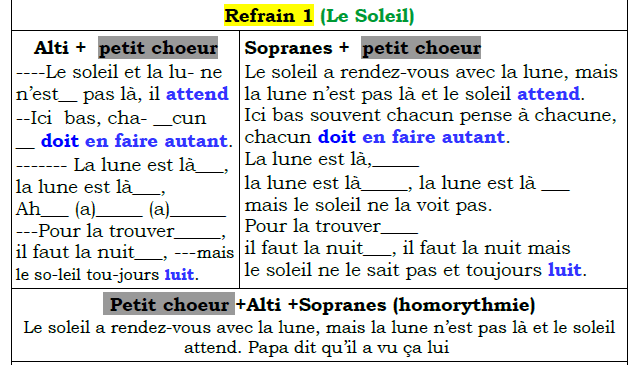 Refrain 1 (Le Soleil)
Alti + petit choeur
----Le soleil et la lu- ne
n'est__ pas là, il attend
--Ici bas, cha- __cun
__ doit en faire autant.
------- La lune est là___,
la lune est là___,
Ah___ (a)_____ (a)______
---Pour la trouver_____,
il faut la nuit___, ---mais
le so-leil tou-jours luit.
Sopranes + petit choeur
Le soleil a rendez-vous avec la lune, mais
la lune n'est pas là et le soleil attend.
Ici bas souvent chacun pense à chacune,
chacun doit en faire autant.
La lune est là,_____
la lune est là_____, la lune est là ___
mais le soleil ne la voit pas.
Pour la trouver____
il faut la nuit___, il faut la nuit mais
le soleil ne le sait pas et toujours luit.
Petit choeur +Alti +Sopranes (homorythmie)
Le soleil a rendez-vous avec la lune, mais la lune n'est pas là et le soleil
attend. Papa dit qu'il a vu ça lui